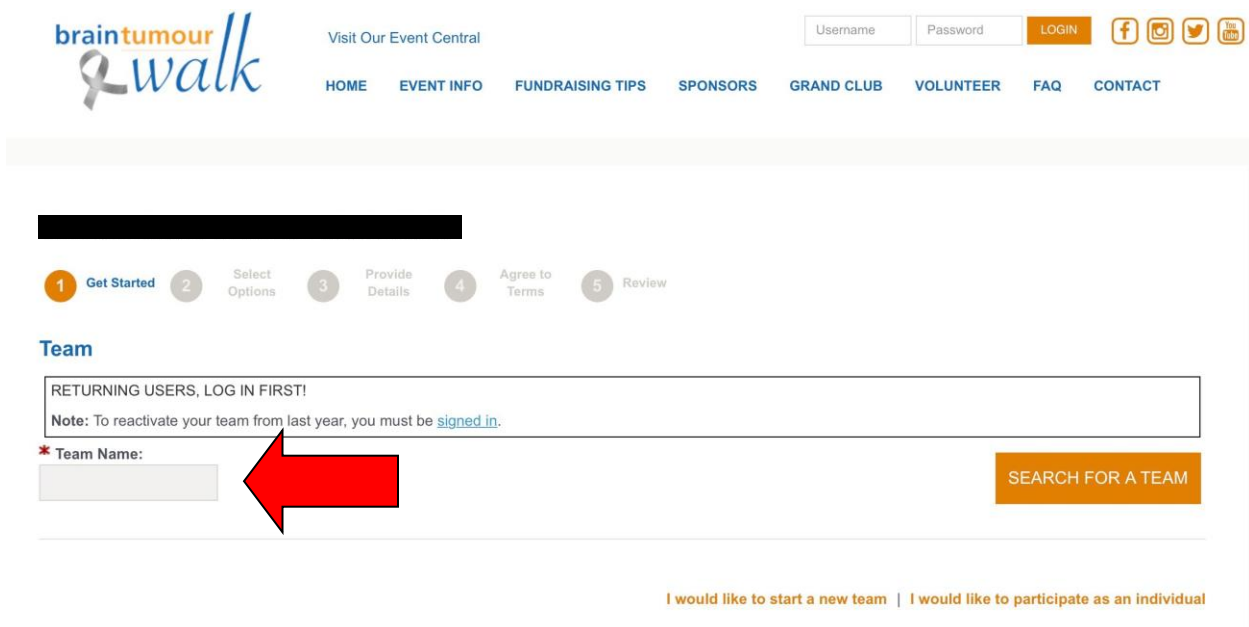 braintumour
walk
Visit Our Event Central
Username
Password
LOGIN
You
Tube
HOME EVENT INFO FUNDRAISING TIPS SPONSORS GRAND CLUB VOLUNTEER FAQ CONTACT
1 Get Started 2 Select Options 3 Provide Details 4 Agree to Terms 5 Review
Team
RETURNING USERS, LOG IN FIRST!
Note: To reactivate your team from last year, you must be signed in.
* Team Name:
SEARCH FOR A TEAM
I would like to start a new team | I would like to participate as an individual